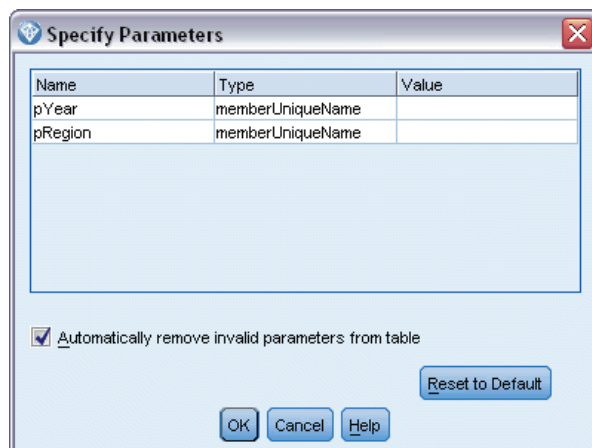 Specify Parameters
Name Type Value
pYear memberUniqueName
pRegion memberUniqueName
Automatically remove invalid parameters from table
Reset to Default
OK Cancel Help